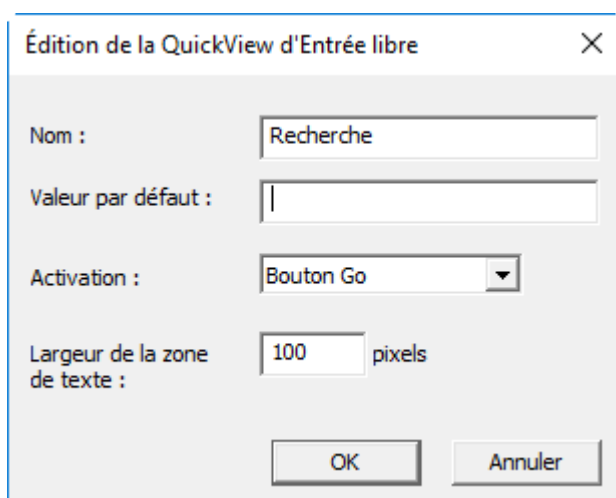 Édition de la QuickView d'Entrée libre
Nom : Recherche
Valeur par défaut :
Activation : Bouton Go
Largeur de la zone de texte : 100 pixels
OK Annuler